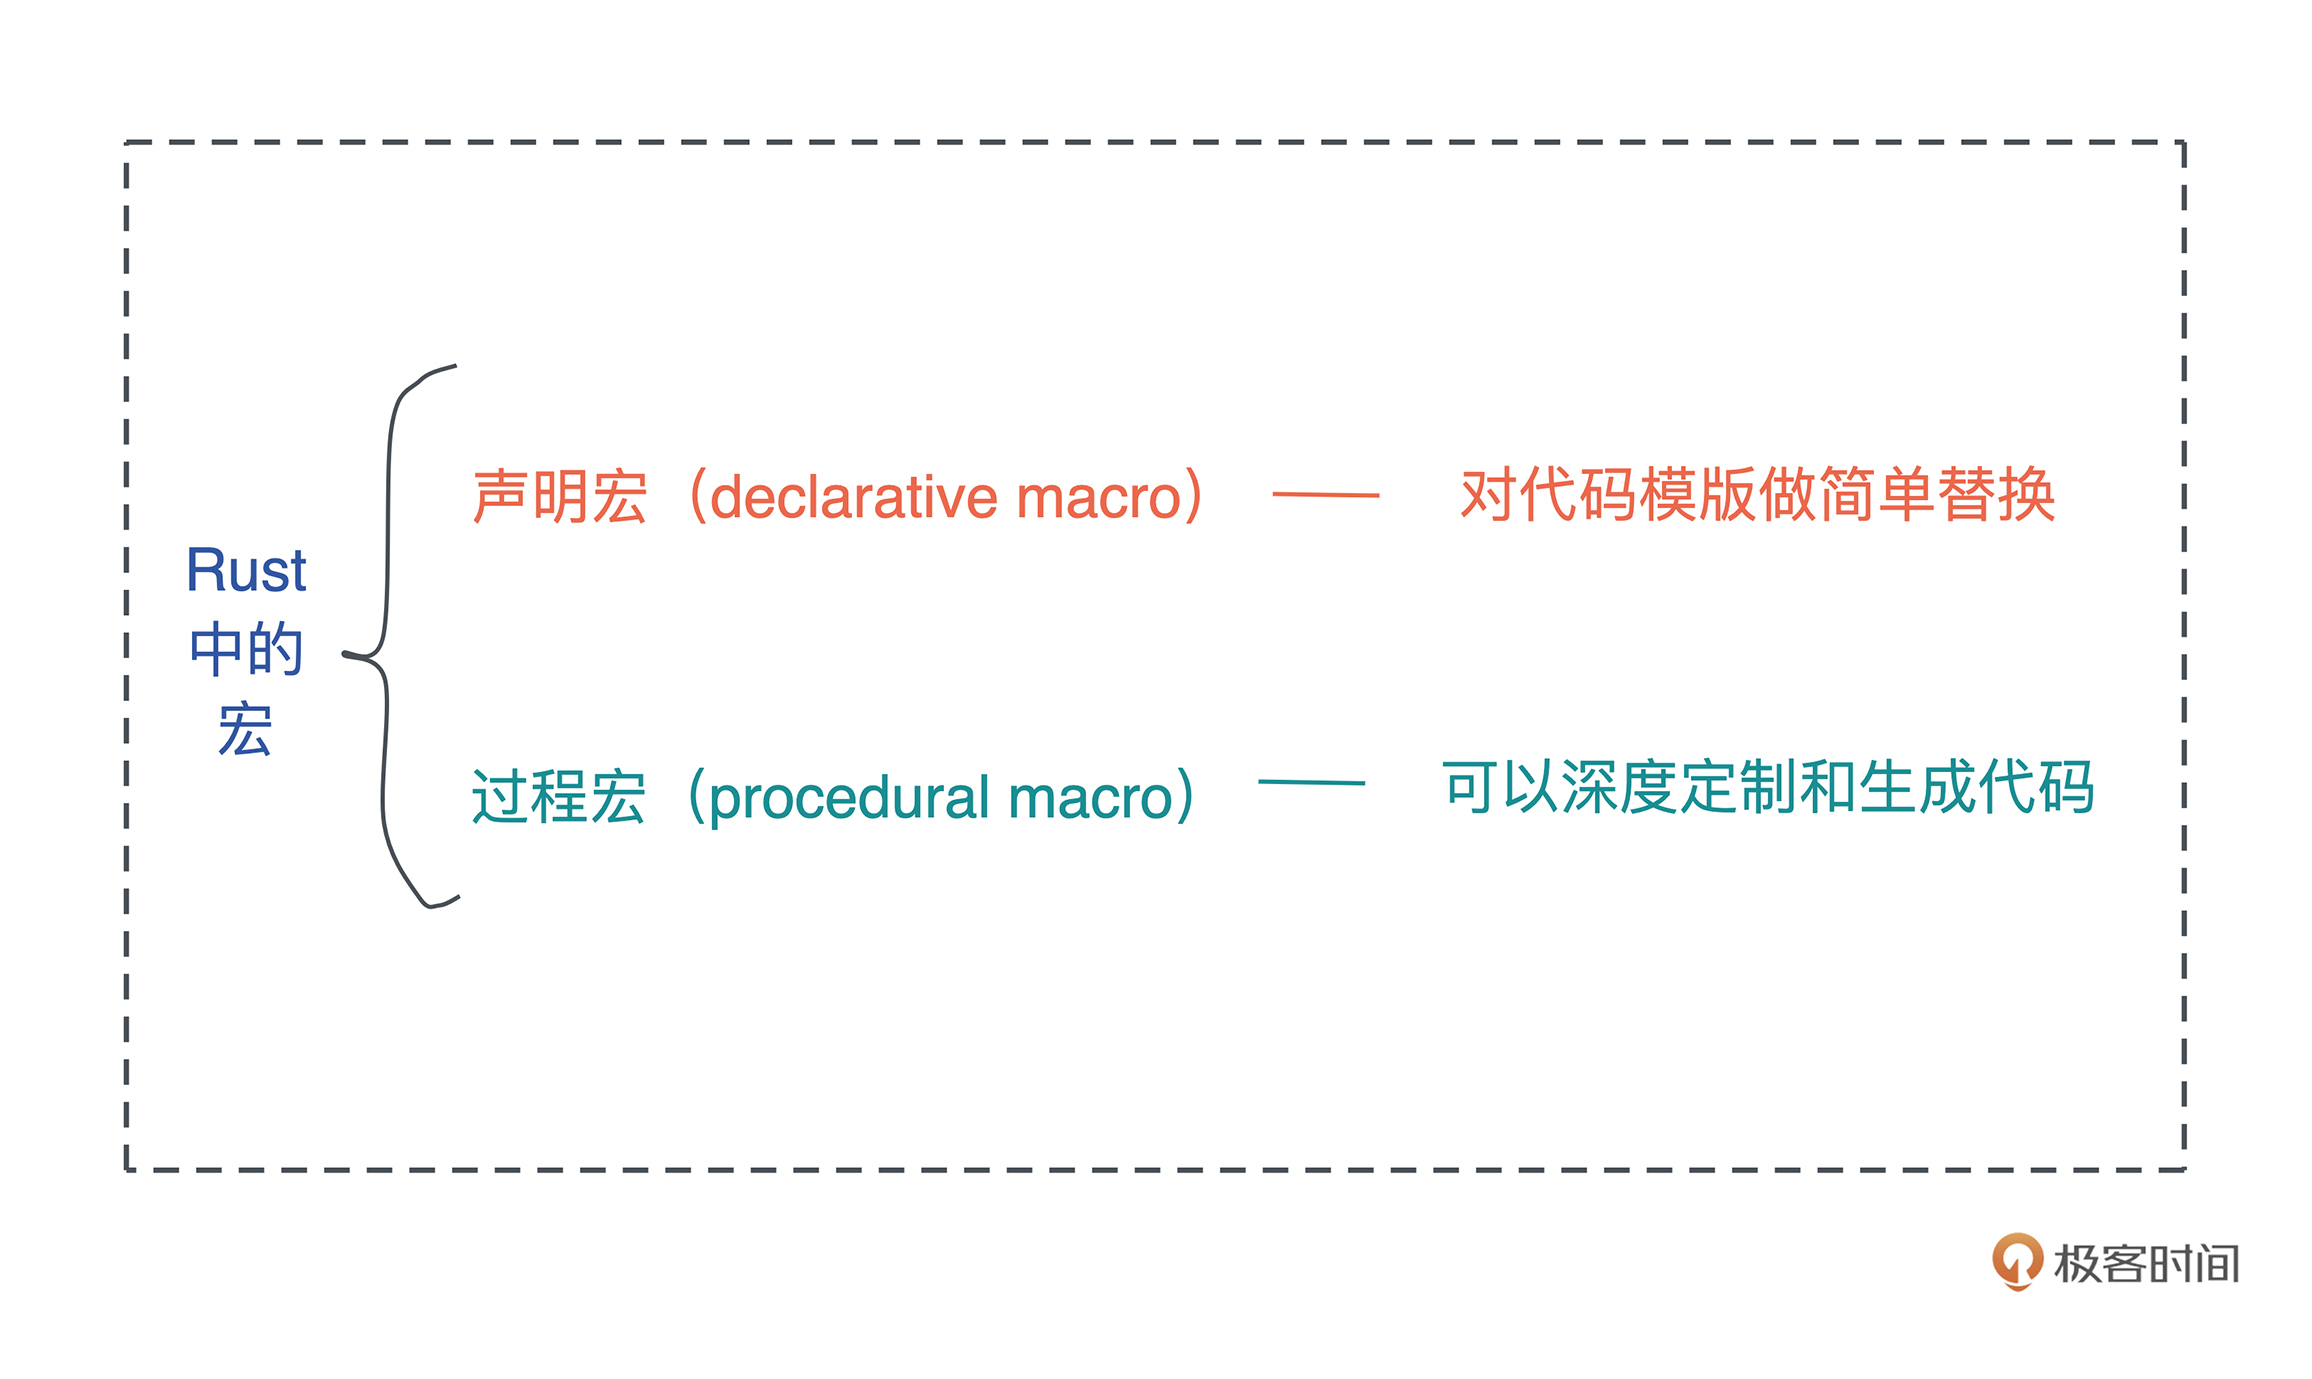 Rust
中的
宏
声明宏（declarative macro）
对代码模版做简单替换
过程宏（procedural macro）
可以深度定制和生成代码
极客时间